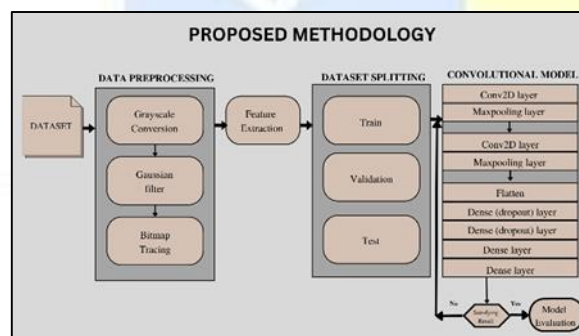 PROPOSED METHODOLOGY
DATA PREPROCESSING
DATASET SPLITTING
CONVOLUTIONAL MODEL
DATASET
Grayscale
Conversion
Gaussian
filter
Bitmap
Tracing
Feature
Extraction
Train
Validation
Test
Conv2D layer
Maxpooling layer
Conv2D layer
Maxpooling layer
Flatten
Dense (dropout) layer
Dense (dropout) layer
Dense layer
Dense layer
No
Satisfying
Result
Yes
Model
Evaluation